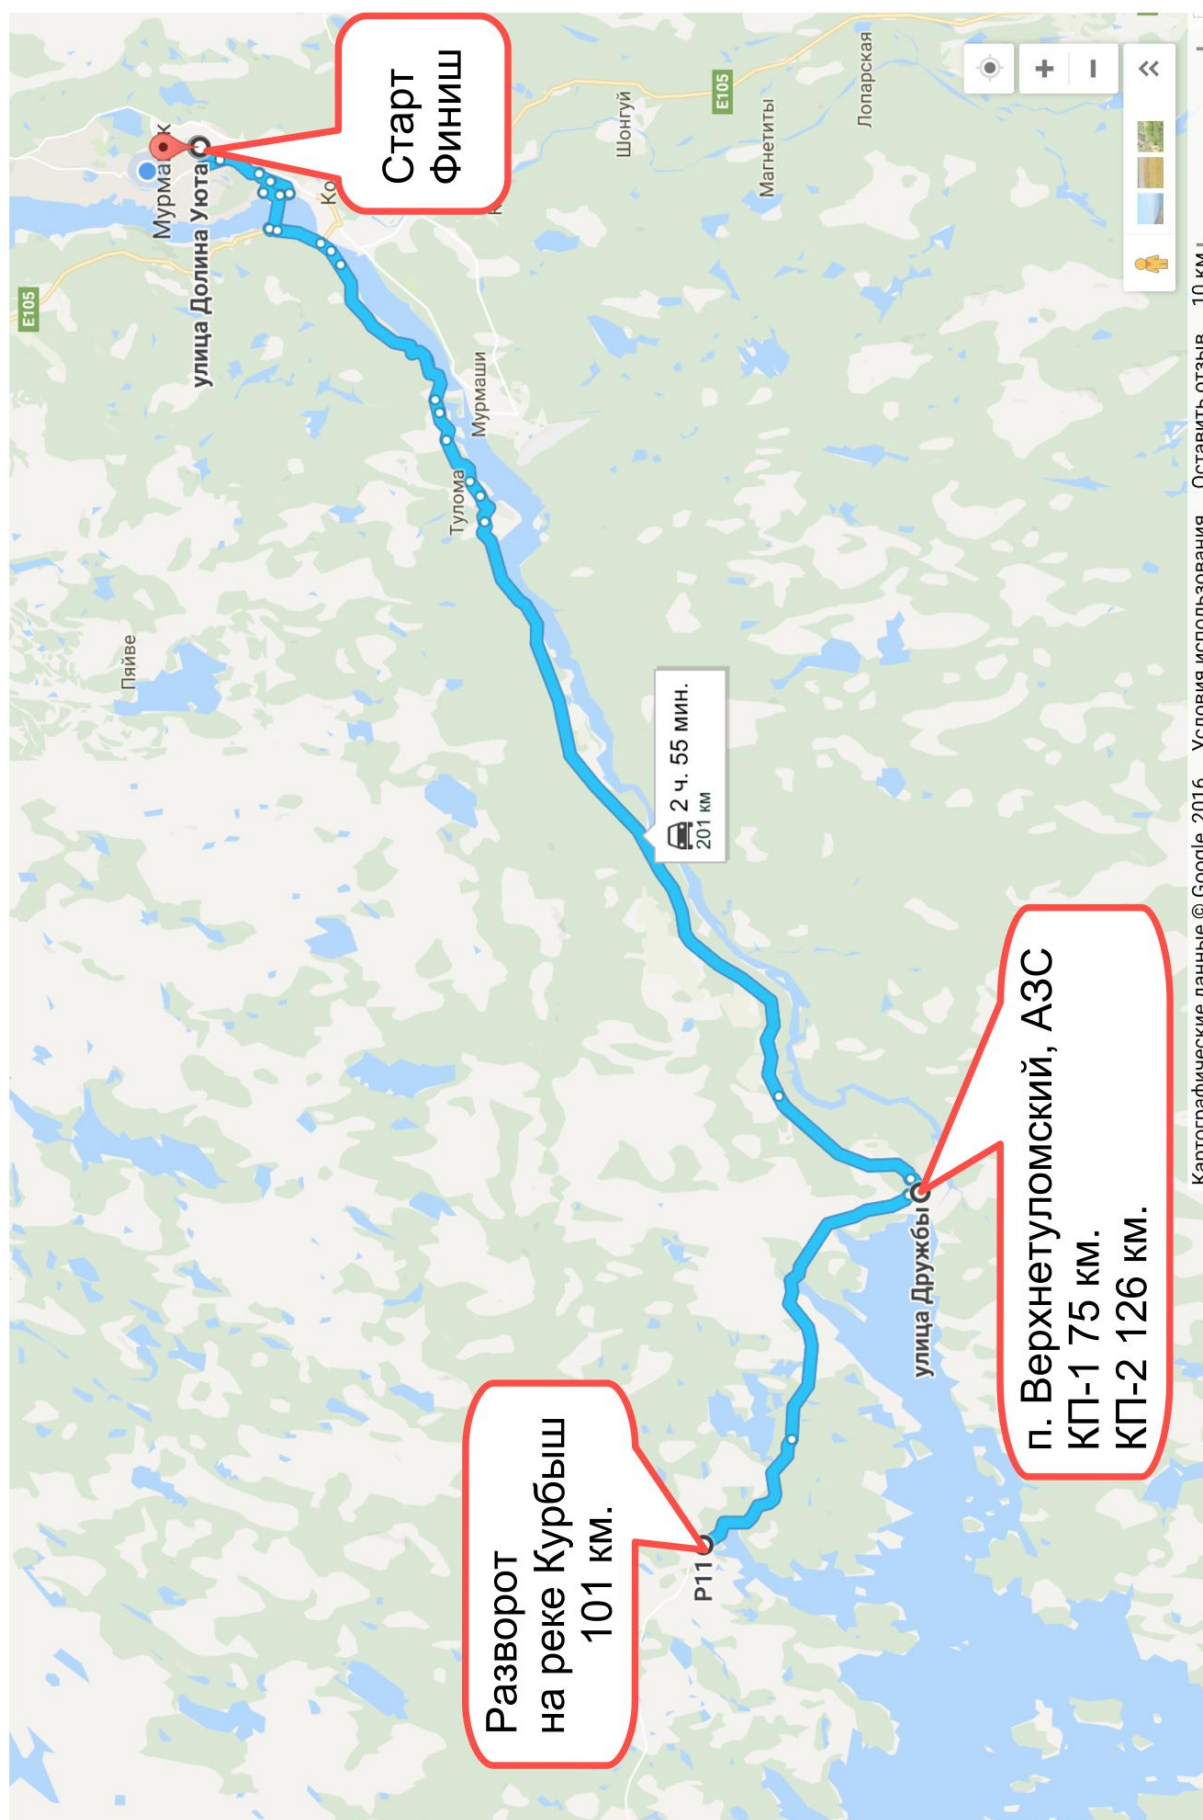 E105
Мурманск
улица Долина Уюта
Старт
Финиш
Ко
Шонгуй
E105
Магнетиты
Лопарская
Мурмаши
Тулома
Пяйве
2 ч. 55 мин.
201 км
Разворот
на реке Курбыш
101 км.
P11
улица Дружбы
п. Верхнетуломский, АЗС
КП-1 75 км.
КП-2 126 км.
Картографические данные © Google, 2016 Условия использования Оставить отзыв 10 км